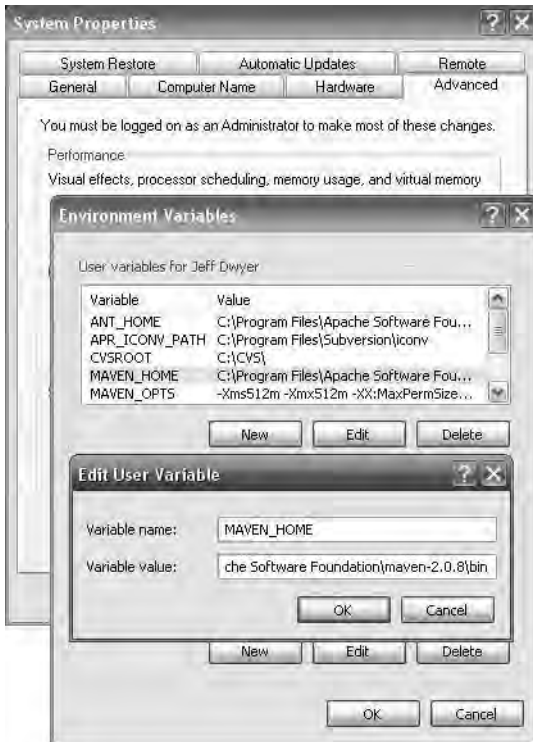 System Properties
System Restore Automatic Updates Remote
General Computer Name Hardware Advanced
You must be logged on as an Administrator to make most of these changes.
Performance
Visual effects, processor scheduling, memory usage, and virtual memory
Environment Variables
User variables for Jeff Dwyer
Variable Value
ANT_HOME C:\Program Files\Apache Software Fou...
APR_ICONV_PATH C:\Program Files\Subversion\iconv
CVSROOT C:\CVS\
MAVEN_HOME C:\Program Files\Apache Software Fou...
MAVEN_OPTS -Xms512m -Xmx512m -XX:MaxPermSize...
New Edit Delete
Edit User Variable
Variable name: MAVEN_HOME
Variable value: che Software Foundation\maven-2.0.8\bin
OK Cancel
New Edit Delete
OK Cancel